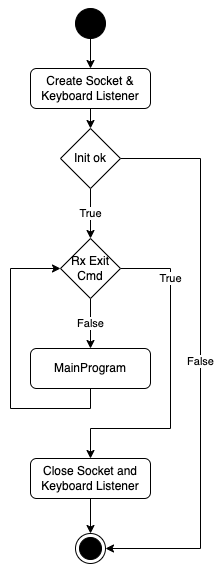 Create Socket &
Keyboard Listener
Init ok
True
Rx Exit
Cmd
True
False
False
MainProgram
Close Socket and
Keyboard Listener